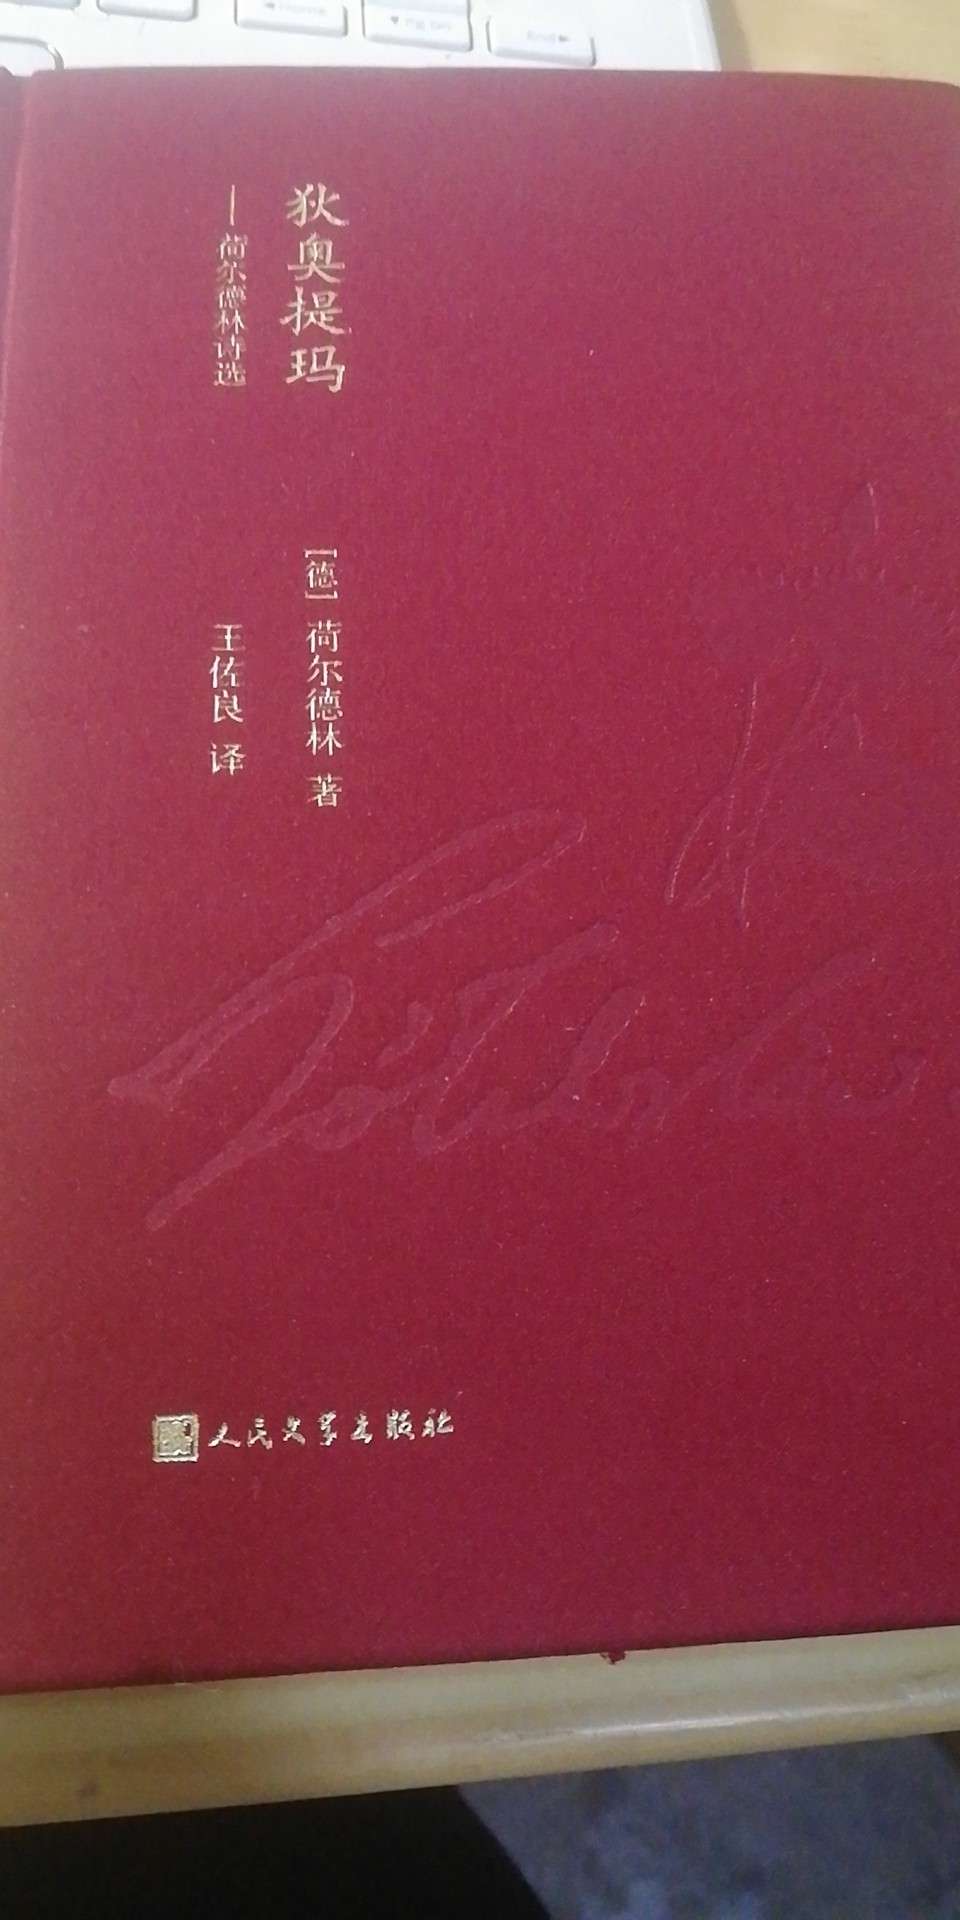 狄奥提玛
—荷尔德林诗选
[德] 荷尔德林 著
王佐良 译
人民文学出版社